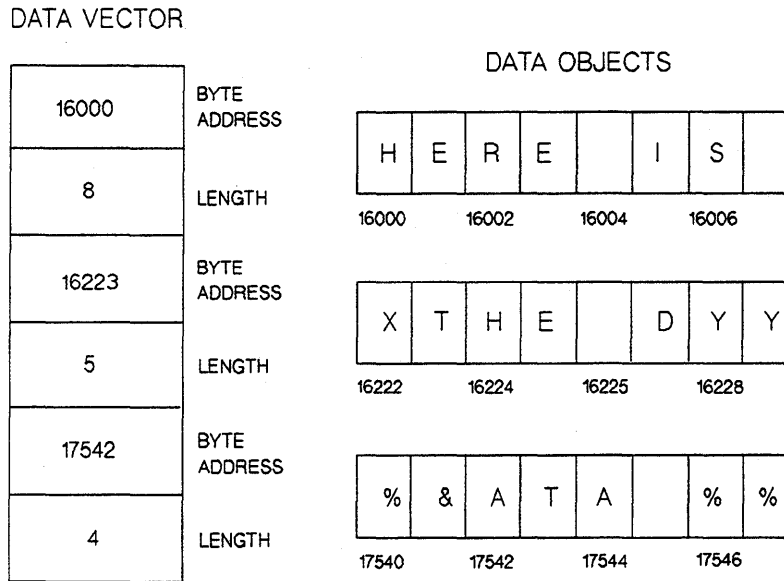 DATA VECTOR
16000
BYTE
ADDRESS
8
LENGTH
16223
BYTE
ADDRESS
5
LENGTH
17542
BYTE
ADDRESS
4
LENGTH
DATA OBJECTS
H E R E I S
16000 16002 16004 16006
X T H E D Y Y
16222 16224 16225 16228
% & A T A % %
17540 17542 17544 17546